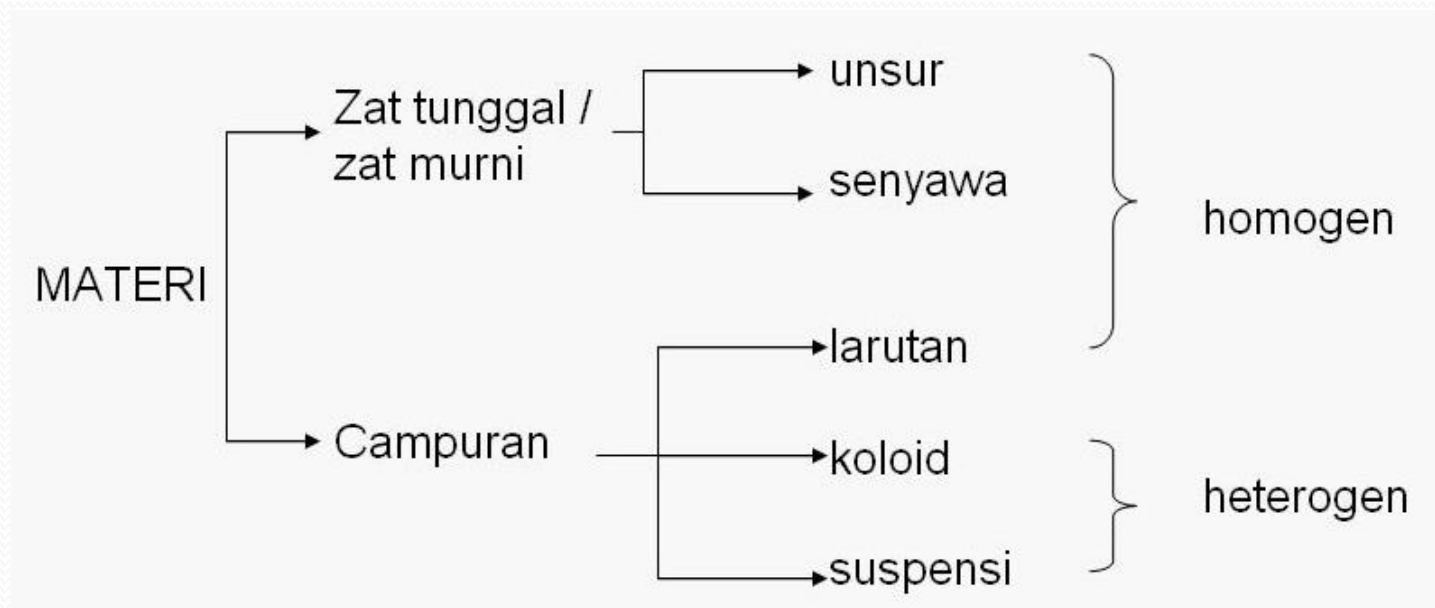 MATERI
Zat tunggal /
zat murni
unsur
senyawa
homogen
Campuran
larutan
koloid
suspensi
heterogen